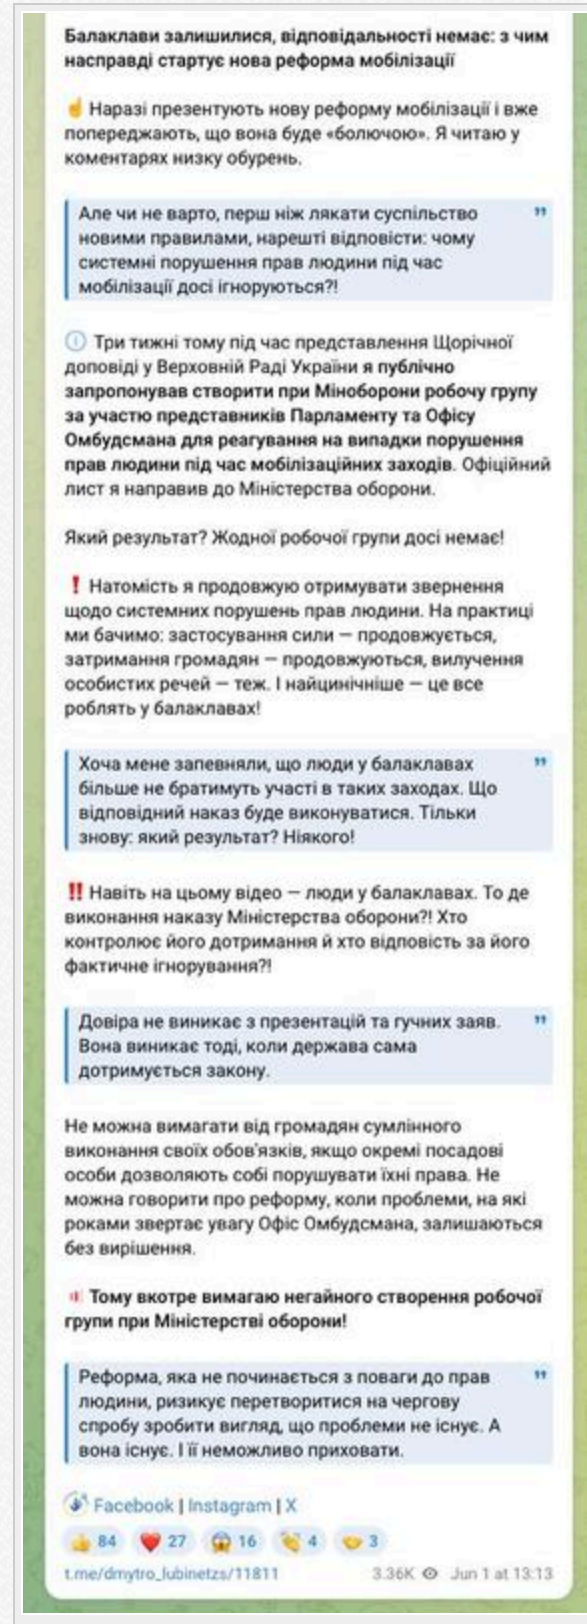 Балаклави залишилися, відповідальності немає: з чим
насправді стартує нова реформа мобілізації
☝️ Наразі презентують нову реформу мобілізації і вже
попереджають, що вона буде «болючою». Я читаю у
коментарях низку обурень.
Але чи не варто, перш ніж лякати суспільство
новими правилами, нарешті відповісти: чому
системні порушення прав людини під час
мобілізації досі ігноруються?!
Три тижні тому під час представлення Щорічної
доповіді у Верховній Раді України я публічно
запропонував створити при Міноборони робочу групу
за участю представників Парламенту та Офісу
Омбудсмана для реагування на випадки порушення
прав людини під час мобілізаційних заходів. Офіційний
лист я направив до Міністерства оборони.
Який результат? Жодної робочої групи досі немає!
❗ Натомість я продовжую отримувати звернення
щодо системних порушень прав людини. На практиці
ми бачимо: застосування сили — продовжується,
затримання громадян — продовжуються, вилучення
особистих речей — теж. І найцинічніше — це все
роблять у балаклавах!
Хоча мене запевняли, що люди у балаклавах
більше не братимуть участі в таких заходах. Що
відповідний наказ буде виконуватися. Тільки
знову: який результат? Ніякого!
‼️ Навіть на цьому відео — люди у балаклавах. То де
виконання наказу Міністерства оборони?! Хто
контролює його дотримання й хто відповість за його
фактичне ігнорування?!
Довіра не виникає з презентацій та гучних заяв.
Вона виникає тоді, коли держава сама
дотримується закону.
Не можна вимагати від громадян сумлінного
виконання своїх обов'язків, якщо окремі посадові
особи дозволяють собі порушувати їхні права. Не
можна говорити про реформу, коли проблеми, на які
роками звертає увагу Офіс Омбудсмана, залишаються
без вирішення.
Тому вкотре вимагаю негайного створення робочої
групи при Міністерстві оборони!
Реформа, яка не починається з поваги до прав
людини, ризикує перетворитися на чергову
спробу зробити вигляд, що проблеми не існує. А
вона існує. І її неможливо приховати.
Facebook | Instagram | X
👍 84 ❤️ 27 😱 16 👏 4 🤝 3
t.me/dmytro_lubinetzs/11811 3.36K Jun 1 at 13:13